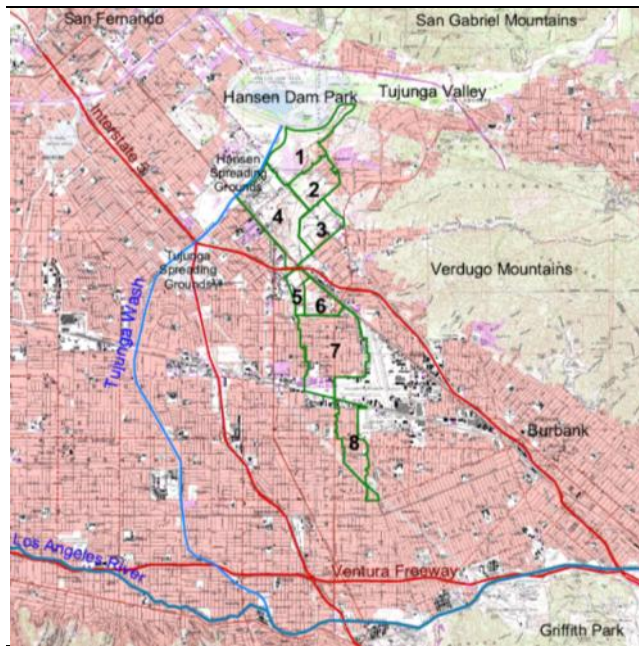 San Fernando
San Gabriel Mountains
Hansen Dam Park
Tujunga Valley
Interstate 5
1
Hansen
Spreading
Grounds
2
4
3
Tujunga
Spreading
Grounds
Verdugo Mountains
5
6
Tujunga Wash
7
8
Burbank
Los Angeles River
Ventura Freeway
Griffith Park